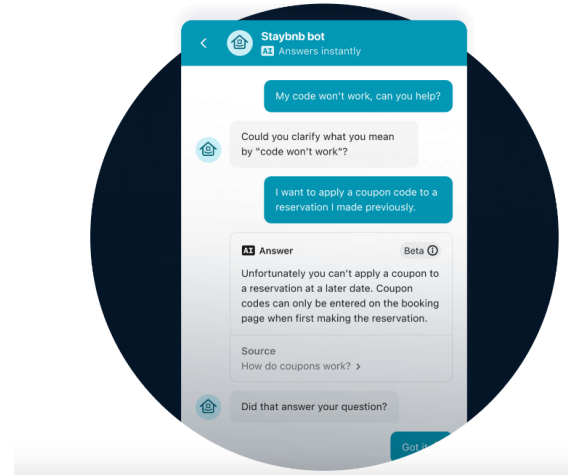 Staybnb bot
AI Answers instantly
My code won't work, can you help?
Could you clarify what you mean
by "code won't work"?
I want to apply a coupon code to a
reservation I made previously.
AI Answer
Beta
Unfortunately you can't apply a coupon to
a reservation at a later date. Coupon
codes can only be entered on the booking
page when first making the reservation.
Source
How do coupons work?
Did that answer your question?
Got